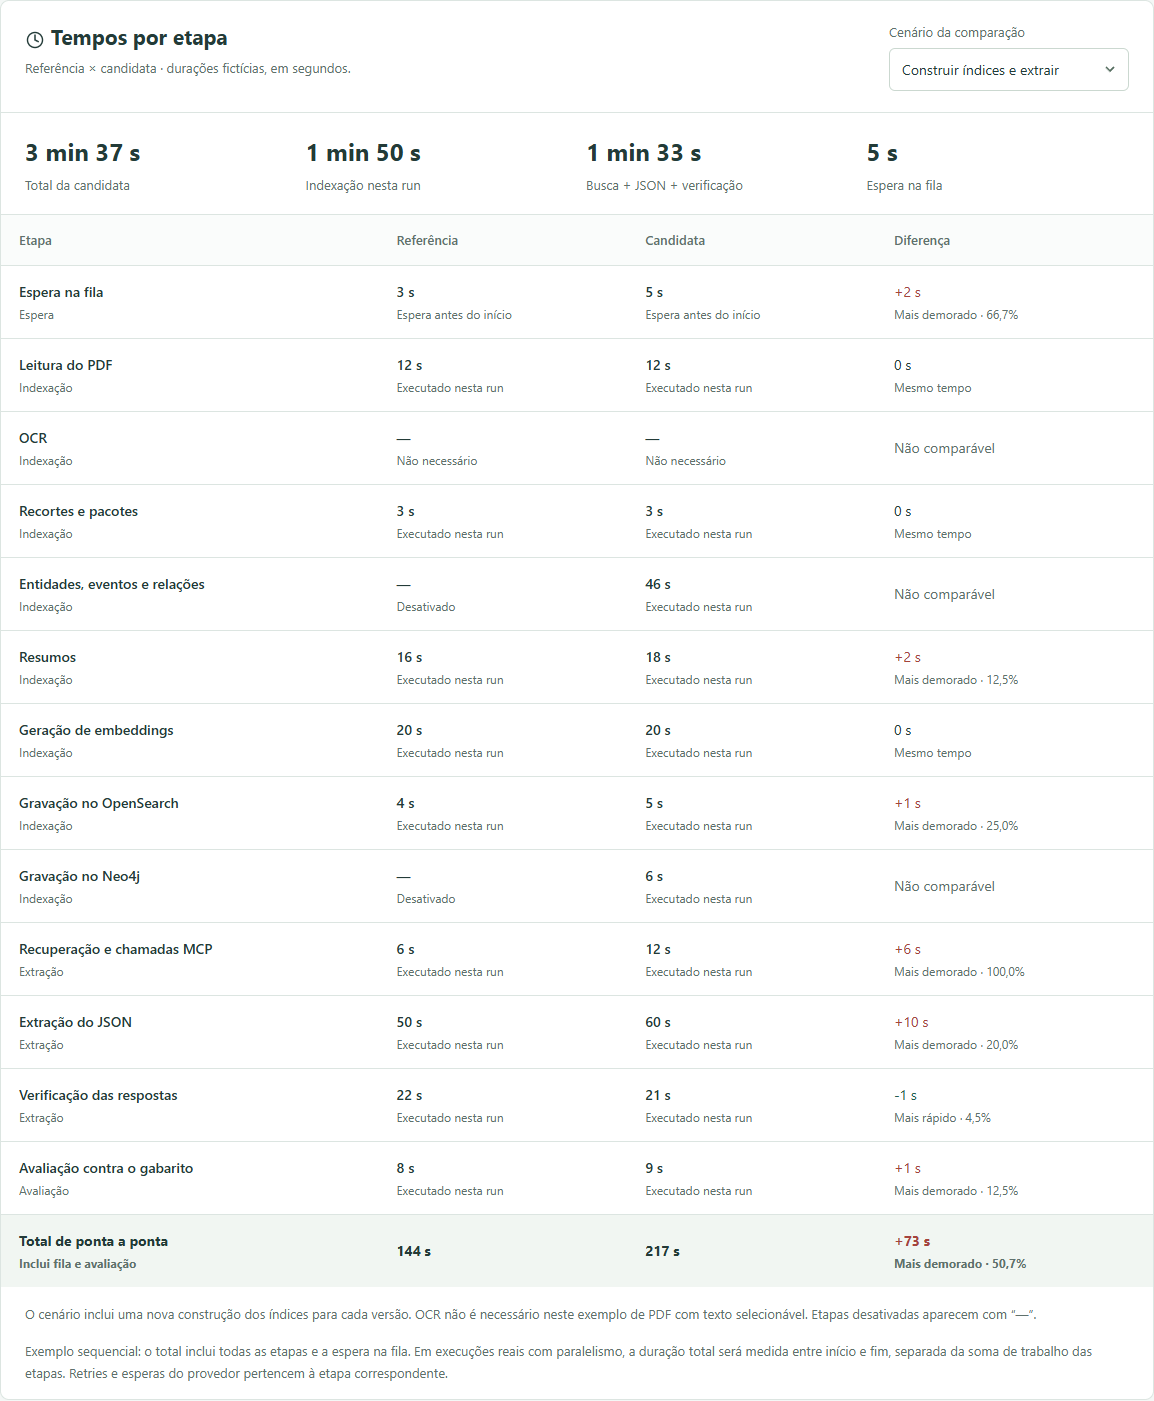 Tempos por etapa
Referência × candidata · durações fictícias, em segundos.
Cenário da comparação
Construir índices e extrair
3 min 37 s
Total da candidata
1 min 50 s
Indexação nesta run
1 min 33 s
Busca + JSON + verificação
5 s
Espera na fila
Etapa Referência Candidata Diferença
Espera na fila 3 s 5 s +2 s
Espera Espera antes do início Espera antes do início Mais demorado · 66,7%
Leitura do PDF 12 s 12 s 0 s
Indexação Executado nesta run Executado nesta run Mesmo tempo
OCR — —
Indexação Não necessário Não necessário Não comparável
Recortes e pacotes 3 s 3 s 0 s
Indexação Executado nesta run Executado nesta run Mesmo tempo
Entidades, eventos e relações — 46 s
Indexação Desativado Executado nesta run Não comparável
Resumos 16 s 18 s +2 s
Indexação Executado nesta run Executado nesta run Mais demorado · 12,5%
Geração de embeddings 20 s 20 s 0 s
Indexação Executado nesta run Executado nesta run Mesmo tempo
Gravação no OpenSearch 4 s 5 s +1 s
Indexação Executado nesta run Executado nesta run Mais demorado · 25,0%
Gravação no Neo4j — 6 s
Indexação Desativado Executado nesta run Não comparável
Recuperação e chamadas MCP 6 s 12 s +6 s
Extração Executado nesta run Executado nesta run Mais demorado · 100,0%
Extração do JSON 50 s 60 s +10 s
Extração Executado nesta run Executado nesta run Mais demorado · 20,0%
Verificação das respostas 22 s 21 s -1 s
Extração Executado nesta run Executado nesta run Mais rápido · 4,5%
Avaliação contra o gabarito 8 s 9 s +1 s
Avaliação Executado nesta run Executado nesta run Mais demorado · 12,5%
Total de ponta a ponta 144 s 217 s +73 s
Inclui fila e avaliação Mais demorado · 50,7%
O cenário inclui uma nova construção dos índices para cada versão. OCR não é necessário neste exemplo de PDF com texto selecionável. Etapas desativadas aparecem com “—”.
Exemplo sequencial: o total inclui todas as etapas e a espera na fila. Em execuções reais com paralelismo, a duração total será medida entre início e fim, separada da soma de trabalho das
etapas. Retries e esperas do provedor pertencem à etapa correspondente.